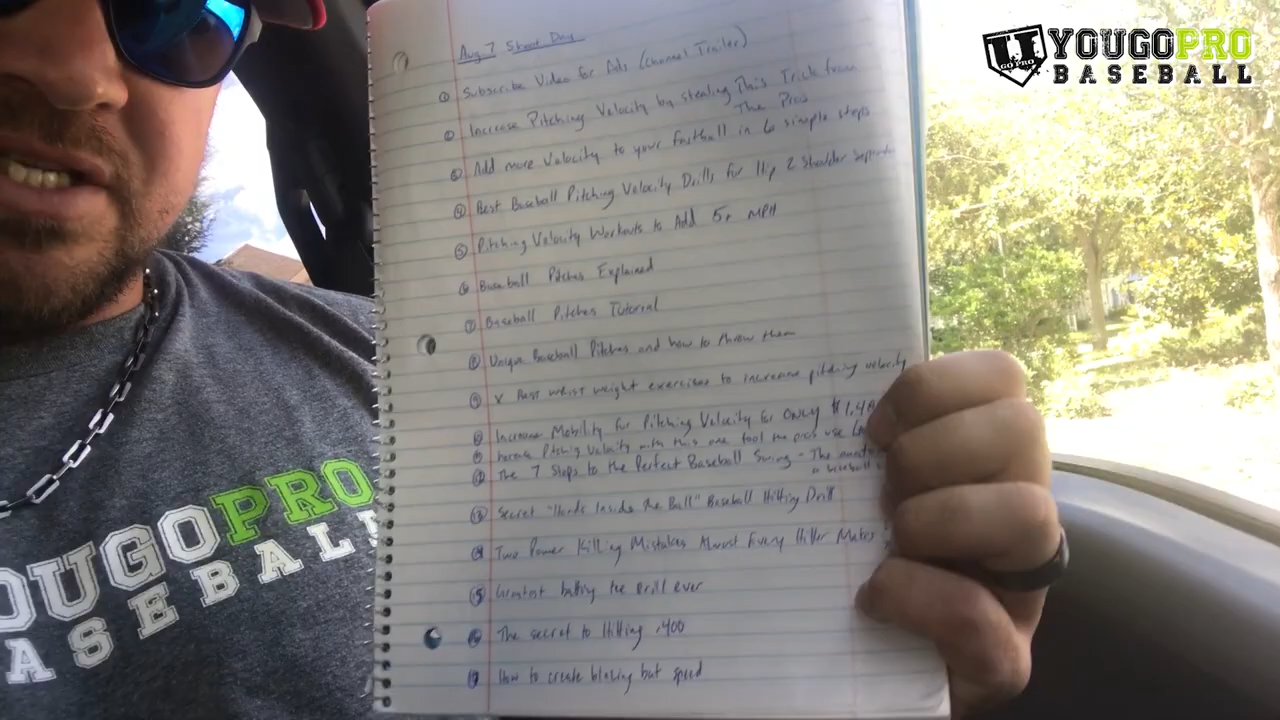 YOUGOPRO
BASEBALL
U
GO PRO
Aug 7 Shoot Day
① Subscribe Video for Ads (Channel Trailer)
② Increase Pitching Velocity by stealing This Trick from
The Pros
③ Add more Velocity to your fastball in 6 simple steps
④ Best Baseball Pitching Velocity Drills for Hip 2 Shoulder Separation
⑤ Pitching Velocity Workouts to Add 5+ MPH
⑥ Baseball Pitches Explained
⑦ Baseball Pitches Tutorial
⑧ Unique Baseball Pitches and how to throw them
⑨ X Best wrist weight exercises to increase pitching velocity
⑩ Increase Mobility for Pitching Velocity for ONLY $1.48
⑪ Increase Pitching Velocity with this one tool the pros use
⑫ The 7 Steps to the Perfect Baseball Swing - The
a baseball
⑬ Secret "Hands Inside the Ball" Baseball Hitting Drill
⑭ Two Power Killing Mistakes Almost Every Hitter Makes
⑮ Greatest batting tee drill ever
⑯ The secret to Hitting .400
⑰ How to create blazing bat speed
OUGOPRO
BASEBALL